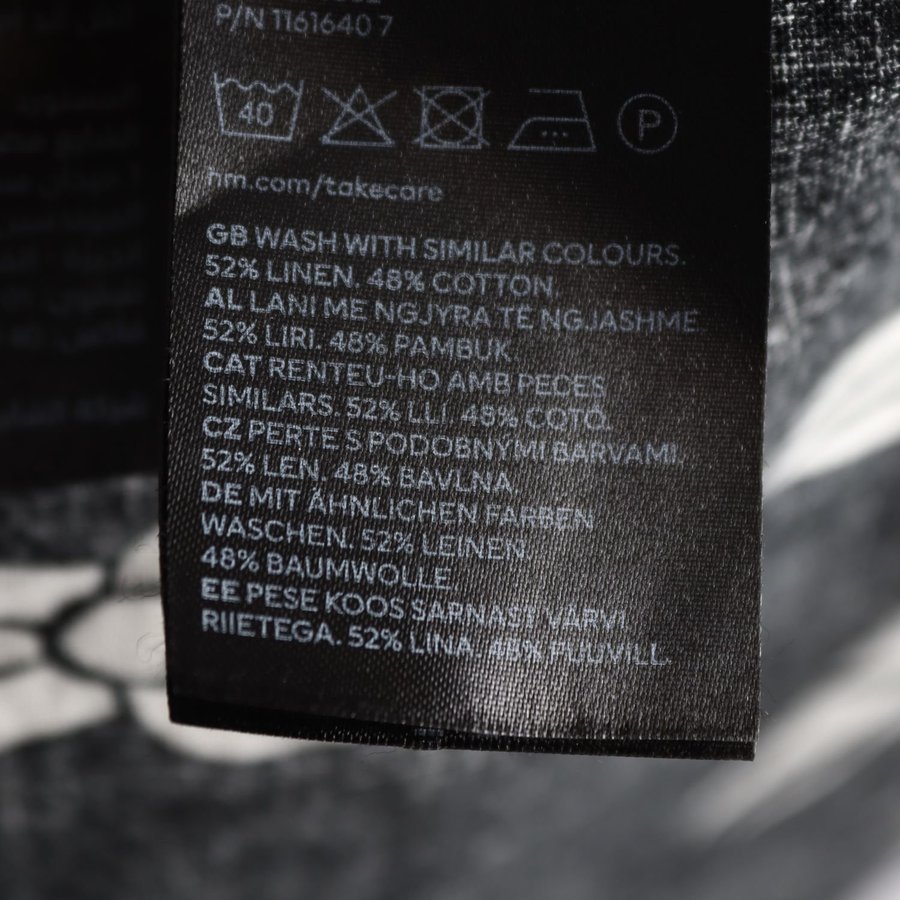 P/N 1161640 7
40
P
hm.com/takecare
GB WASH WITH SIMILAR COLOURS.
52% LINEN. 48% COTTON.
AL LANI ME NGJYRA TË NGJASHME.
52% LIRI. 48% PAMBUK.
CAT RENTEU-HO AMB PECES
SIMILARS. 52% LLI. 48% COTÓ.
CZ PERTE S PODOBNÝMI BARVAMI.
52% LEN. 48% BAVLNA.
DE MIT ÄHNLICHEN FARBEN
WASCHEN. 52% LEINEN.
48% BAUMWOLLE.
EE PESE KOOS SARNAST VÄRVI
RIIETEGA. 52% LINA. 48% PUUVILL.